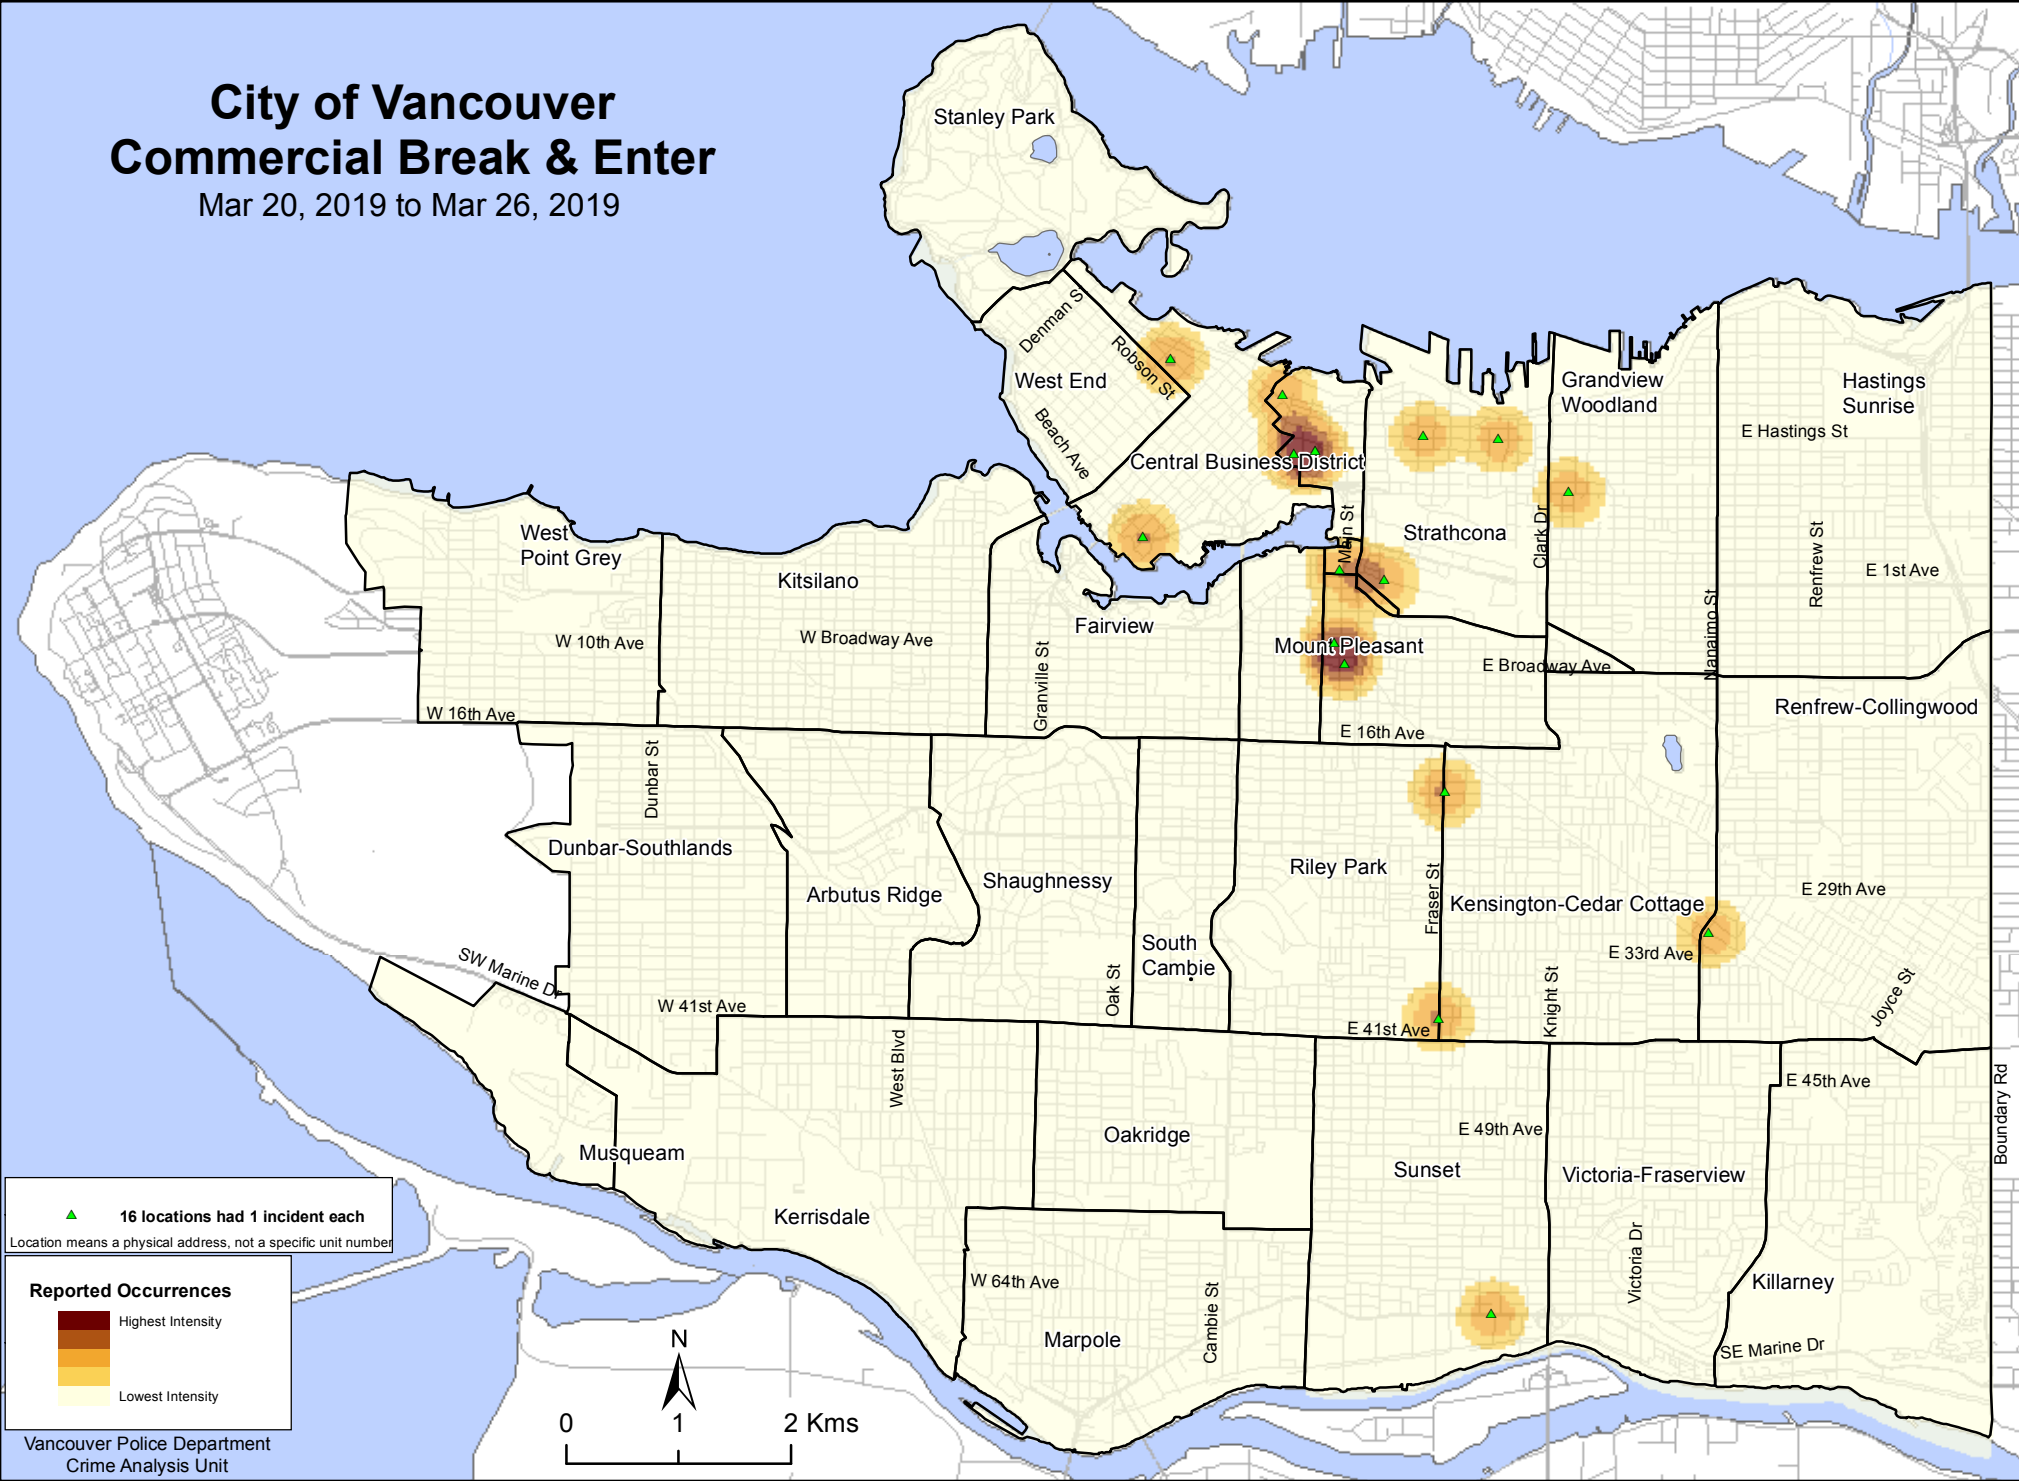 City of Vancouver
Commercial Break & Enter
Mar 20, 2019 to Mar 26, 2019
Stanley Park
Denman S
Robson St
West End
Beach Ave
Central Business District
Grandview
Woodland
Hastings
Sunrise
E Hastings St
West
Point Grey
Kitsilano
Main St
Strathcona
Clark Dr
Renfrew St
E 1st Ave
W 10th Ave
W Broadway Ave
Fairview
Granville St
Mount Pleasant
E Broadway Ave
Nanaimo St
W 16th Ave
E 16th Ave
Renfrew-Collingwood
Dunbar St
Dunbar-Southlands
Arbutus Ridge
Shaughnessy
Riley Park
Fraser St
Kensington-Cedar Cottage
E 29th Ave
South
Cambie
E 33rd Ave
SW Marine Dr
W 41st Ave
Oak St
E 41st Ave
Knight St
Joyce St
West Blvd
E 45th Ave
Boundary Rd
Oakridge
E 49th Ave
Musqueam
Sunset
Victoria-Fraserview
Kerrisdale
Victoria Dr
W 64th Ave
Cambie St
Killarney
Marpole
SE Marine Dr
16 locations had 1 incident each
Location means a physical address, not a specific unit number
Reported Occurrences
Highest Intensity
Lowest Intensity
N
0 1 2 Kms
Vancouver Police Department
Crime Analysis Unit